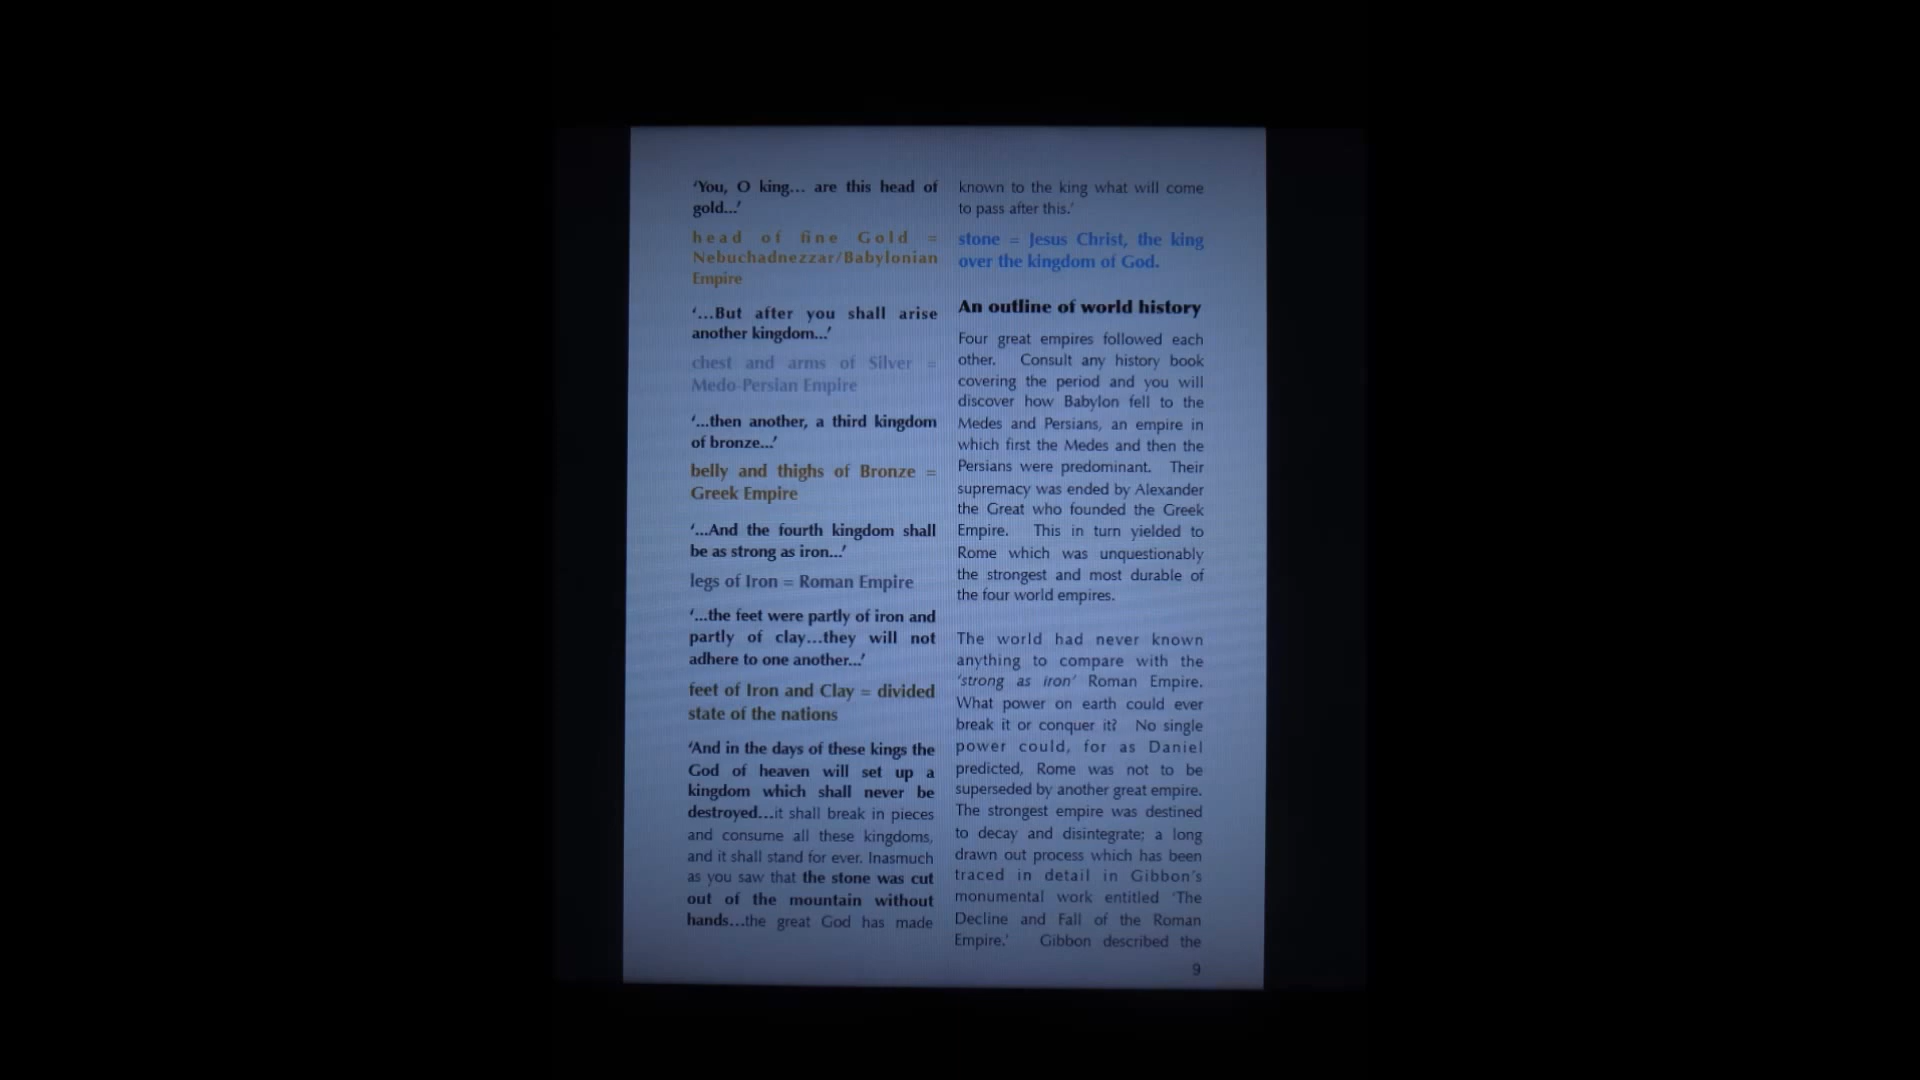 ‘You, O king... are this head of
gold...’
head of fine Gold =
Nebuchadnezzar/Babylonian
Empire
‘...But after you shall arise
another kingdom...’
chest and arms of Silver =
Medo-Persian Empire
‘...then another, a third kingdom
of bronze...’
belly and thighs of Bronze =
Greek Empire
‘...And the fourth kingdom shall
be as strong as iron...’
legs of Iron = Roman Empire
‘...the feet were partly of iron and
partly of clay...they will not
adhere to one another...’
feet of Iron and Clay = divided
state of the nations
‘And in the days of these kings the
God of heaven will set up a
kingdom which shall never be
destroyed...it shall break in pieces
and consume all these kingdoms,
and it shall stand for ever. Inasmuch
as you saw that the stone was cut
out of the mountain without
hands...the great God has made
known to the king what will come
to pass after this.’
stone = Jesus Christ, the king
over the kingdom of God.
An outline of world history
Four great empires followed each
other. Consult any history book
covering the period and you will
discover how Babylon fell to the
Medes and Persians, an empire in
which first the Medes and then the
Persians were predominant. Their
supremacy was ended by Alexander
the Great who founded the Greek
Empire. This in turn yielded to
Rome which was unquestionably
the strongest and most durable of
the four world empires.
The world had never known
anything to compare with the
‘strong as iron’ Roman Empire.
What power on earth could ever
break it or conquer it? No single
power could, for as Daniel
predicted, Rome was not to be
superseded by another great empire.
The strongest empire was destined
to decay and disintegrate; a long
drawn out process which has been
traced in detail in Gibbon’s
monumental work entitled ‘The
Decline and Fall of the Roman
Empire.’ Gibbon described the
9